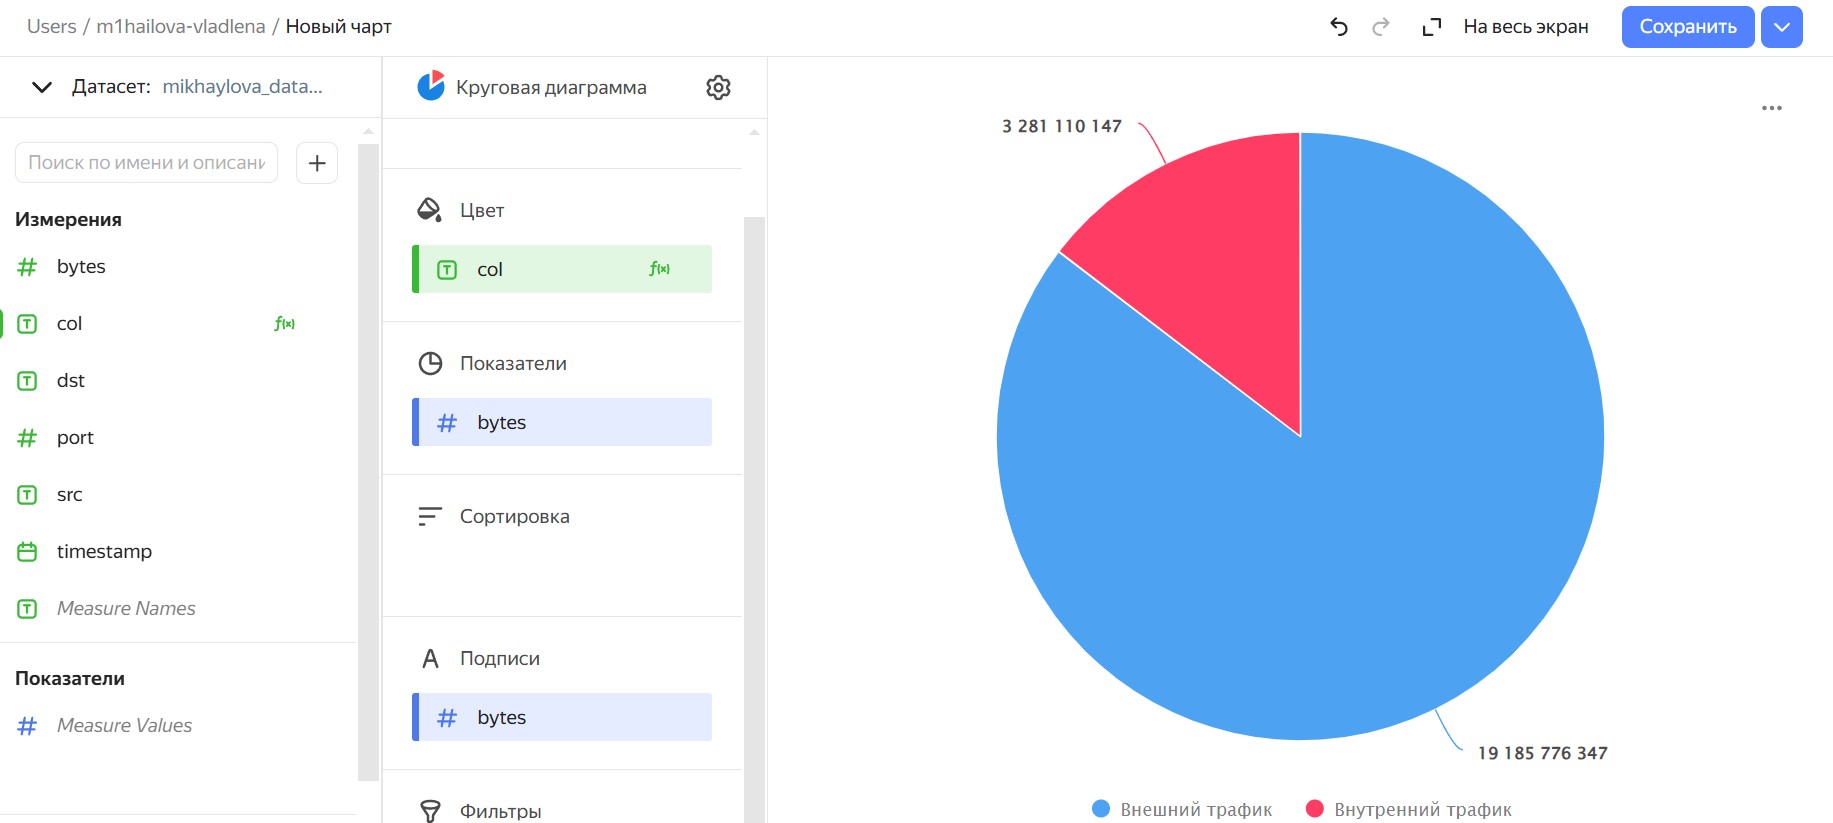 Users / m1hailova-vladlena / Новый чарт
На весь экран
Сохранить
Датасет: mikhaylova_data...
Поиск по имени и описани
Измерения
bytes
col
f(x)
dst
port
src
timestamp
Measure Names
Показатели
Measure Values
Круговая диаграмма
Цвет
col
f(x)
Показатели
bytes
Сортировка
Подписи
bytes
Фильтры
3 281 110 147
19 185 776 347
Внешний трафик
Внутренний трафик